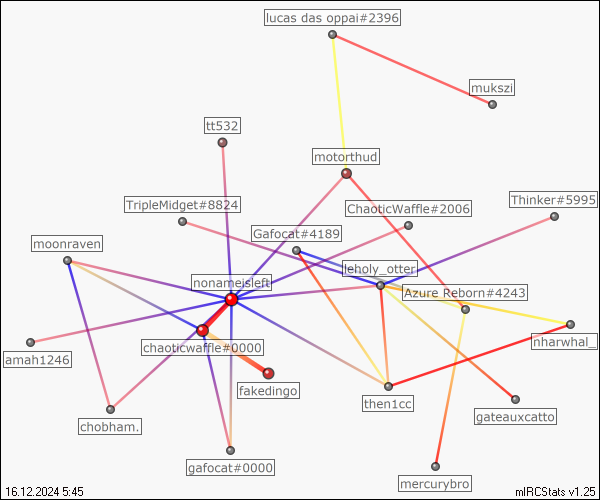 lucas das oppai#2396
mukszi
tt532
motorthud
TripleMidget#8824
ChaoticWaffle#2006
Thinker#5995
Gafocat#4189
moonraven
leholy_otter
nonameisleft
Azure Reborn#4243
nharwhal_
chaoticwaffle#0000
amah1246
fakedingo
then1cc
gateauxcatto
chobham.
gafocat#0000
mercurybro
16.12.2024 5:45
mIRCStats v1.25